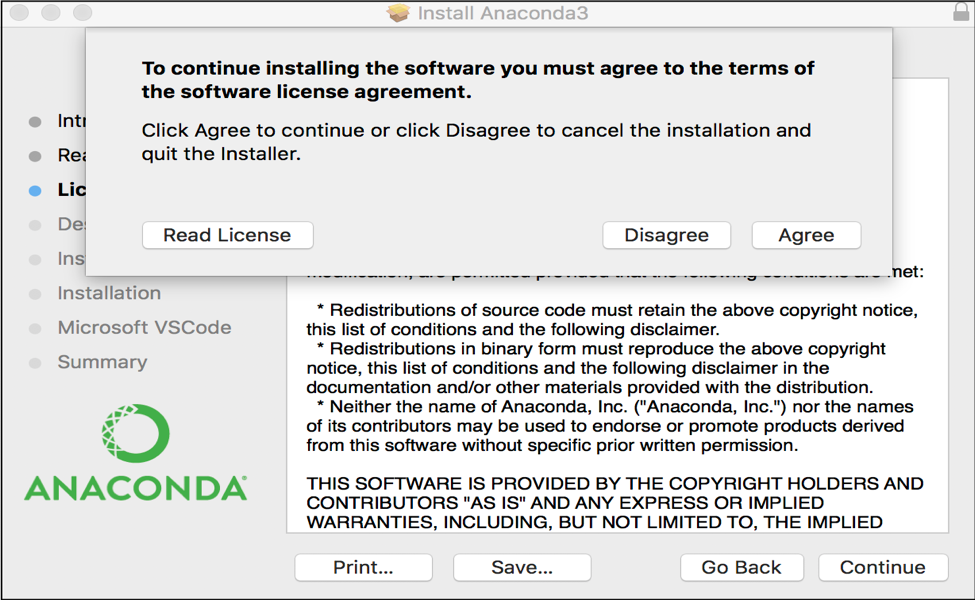 Install Anaconda3
To continue installing the software you must agree to the terms of
the software license agreement.
Click Agree to continue or click Disagree to cancel the installation and
quit the Installer.
Read License
Disagree
Agree
Int
Rea
Lic
Des
Ins
Installation
Microsoft VSCode
Summary
ANACONDA
modification, are permitted provided that the following conditions are met:
* Redistributions of source code must retain the above copyright notice,
this list of conditions and the following disclaimer.
* Redistributions in binary form must reproduce the above copyright
notice, this list of conditions and the following disclaimer in the
documentation and/or other materials provided with the distribution.
* Neither the name of Anaconda, Inc. ("Anaconda, Inc.") nor the names
of its contributors may be used to endorse or promote products derived
from this software without specific prior written permission.
THIS SOFTWARE IS PROVIDED BY THE COPYRIGHT HOLDERS AND
CONTRIBUTORS "AS IS" AND ANY EXPRESS OR IMPLIED
WARRANTIES, INCLUDING, BUT NOT LIMITED TO, THE IMPLIED
Print...
Save...
Go Back
Continue